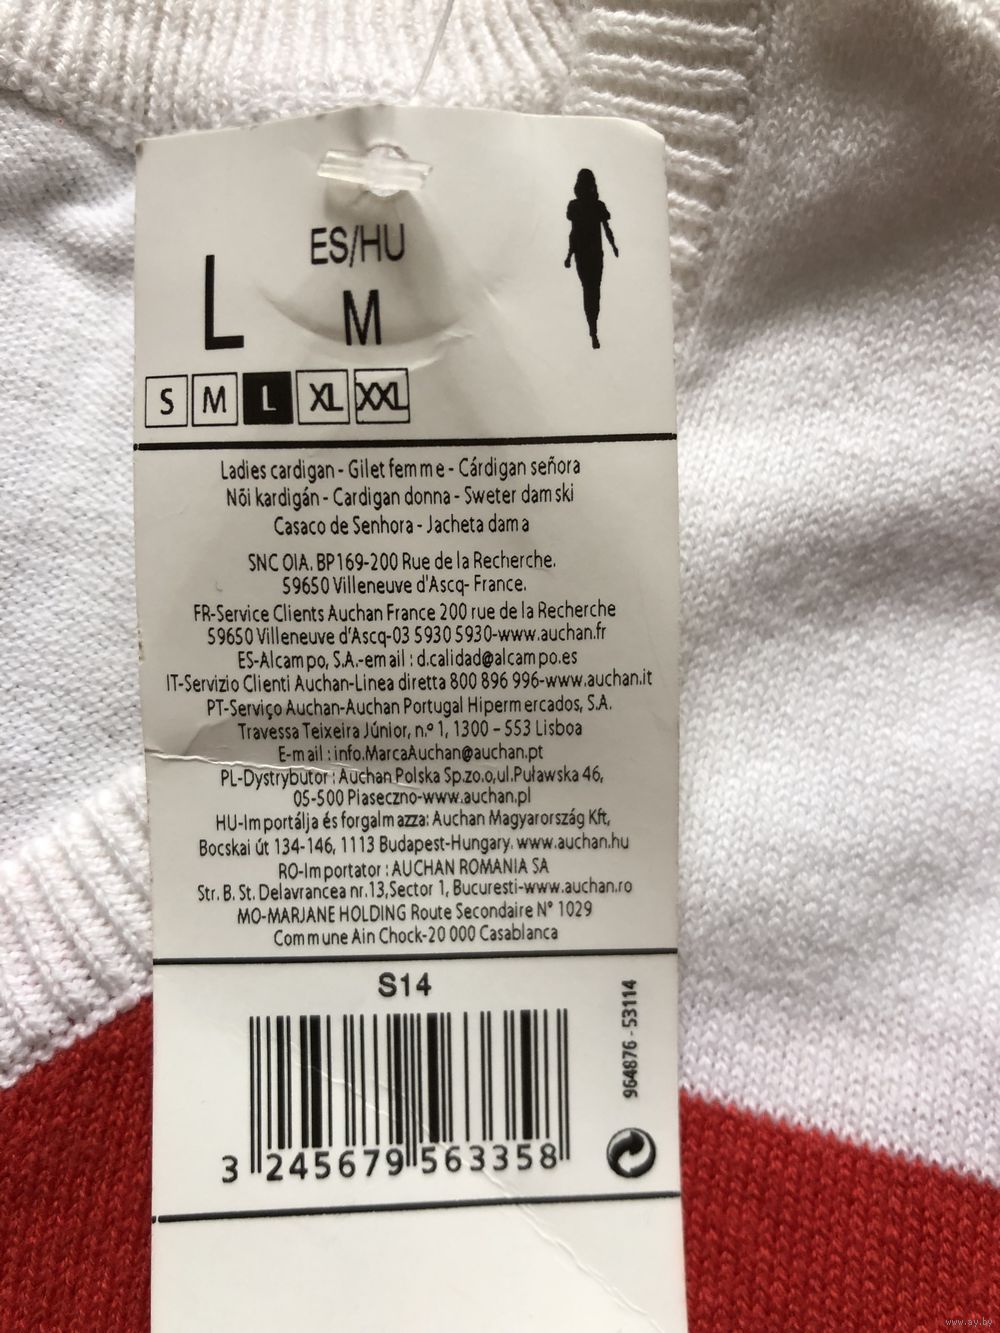 ES/HU
L
M
S M L XL XXL
Ladies cardigan - Gilet femme - Cárdigan señora
Nõi kardigán - Cardigan donna - Sweter damski
Casaco de Senhora - Jacheta dama
SNC OIA. BP169-200 Rue de la Recherche.
59650 Villeneuve d'Ascq- France.
FR-Service Clients Auchan France 200 rue de la Recherche
59650 Villeneuve d'Ascq-03 5930 5930-www.auchan.fr
ES-Alcampo, S.A.-email : d.calidad@alcampo.es
IT-Servizio Clienti Auchan-Linea diretta 800 896 996-www.auchan.it
PT-Serviço Auchan-Auchan Portugal Hipermercados, S.A.
Travessa Teixeira Júnior, n.º 1, 1300 – 553 Lisboa
E-mail : info.MarcaAuchan@auchan.pt
PL-Dystrybutor : Auchan Polska Sp.zo.o,ul.Puławska 46,
05-500 Piaseczno-www.auchan.pl
HU-Importálja és forgalmazza: Auchan Magyarország Kft,
Bocskai út 134-146, 1113 Budapest-Hungary. www.auchan.hu
RO-Importator : AUCHAN ROMANIA SA
Str. B. St. Delavrancea nr.13,Sector 1, Bucuresti-www.auchan.ro
MO-MARJANE HOLDING Route Secondaire N° 1029
Commune Ain Chock-20 000 Casablanca
S14
964876 - 53114
3 245679 563358
www.ay.by